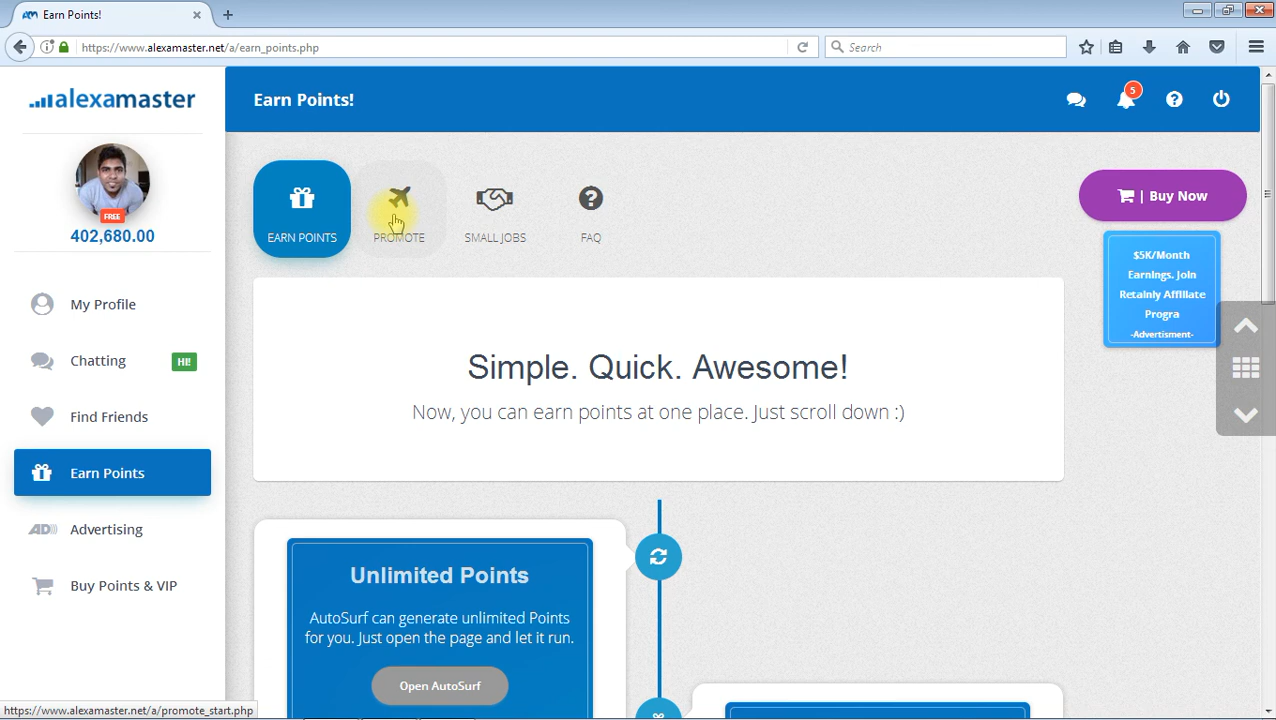 Earn Points!
https://www.alexamaster.net/a/earn_points.php
Search
alexamaster
Earn Points!
5
FREE
402,680.00
EARN POINTS
PROMOTE
SMALL JOBS
FAQ
| Buy Now
$5K/Month
Earnings. Join
Retainly Affiliate
Progra
-Advertisment-
My Profile
Chatting
HI!
Find Friends
Earn Points
AD Advertising
Buy Points & VIP
Simple. Quick. Awesome!
Now, you can earn points at one place. Just scroll down :)
Unlimited Points
AutoSurf can generate unlimited Points
for you. Just open the page and let it run.
Open AutoSurf
https://www.alexamaster.net/a/promote_start.php